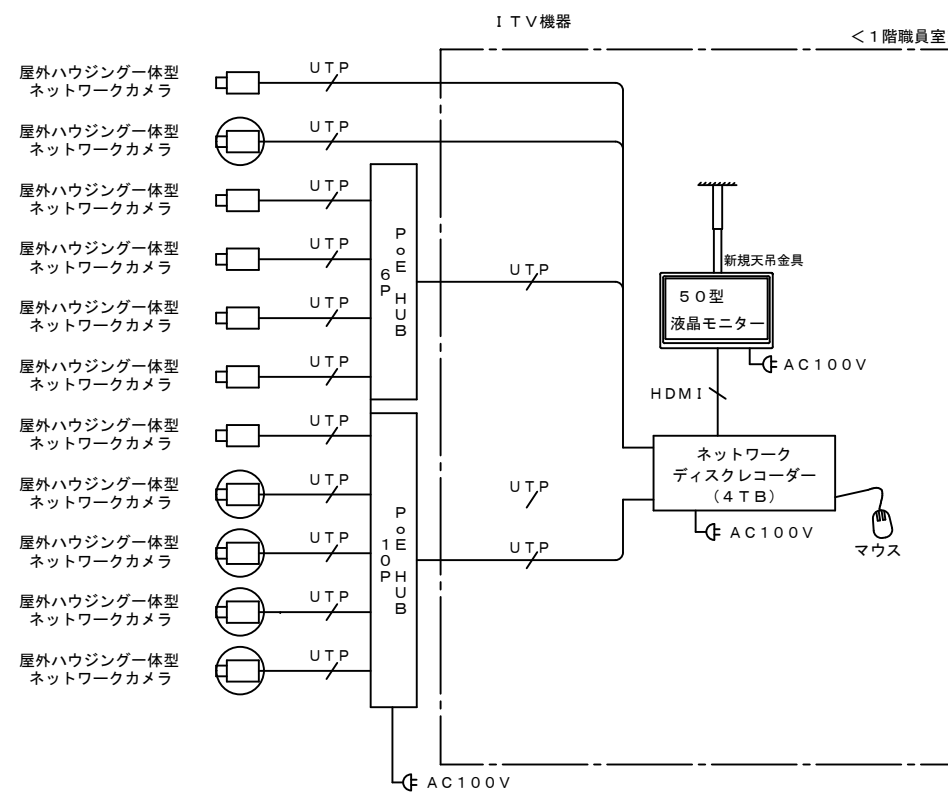 ＩＴＶ機器
＜１階職員室
屋外ハウジング一体型
ネットワークカメラ
ＵＴＰ
屋外ハウジング一体型
ネットワークカメラ
ＵＴＰ
屋外ハウジング一体型
ネットワークカメラ
ＵＴＰ
屋外ハウジング一体型
ネットワークカメラ
ＵＴＰ
屋外ハウジング一体型
ネットワークカメラ
ＵＴＰ
屋外ハウジング一体型
ネットワークカメラ
ＵＴＰ
屋外ハウジング一体型
ネットワークカメラ
ＵＴＰ
屋外ハウジング一体型
ネットワークカメラ
ＵＴＰ
屋外ハウジング一体型
ネットワークカメラ
ＵＴＰ
屋外ハウジング一体型
ネットワークカメラ
ＵＴＰ
屋外ハウジング一体型
ネットワークカメラ
ＵＴＰ
ＰｏＥ ＨＵＢ
６Ｐ
ＵＴＰ
ＰｏＥ ＨＵＢ
１０Ｐ
ＵＴＰ
ＵＴＰ
ＡＣ１００Ｖ
新規天吊金具
５０型
液晶モニター
ＡＣ１００Ｖ
ＨＤＭＩ
ネットワーク
ディスクレコーダー
（４ＴＢ）
ＡＣ１００Ｖ
マウス